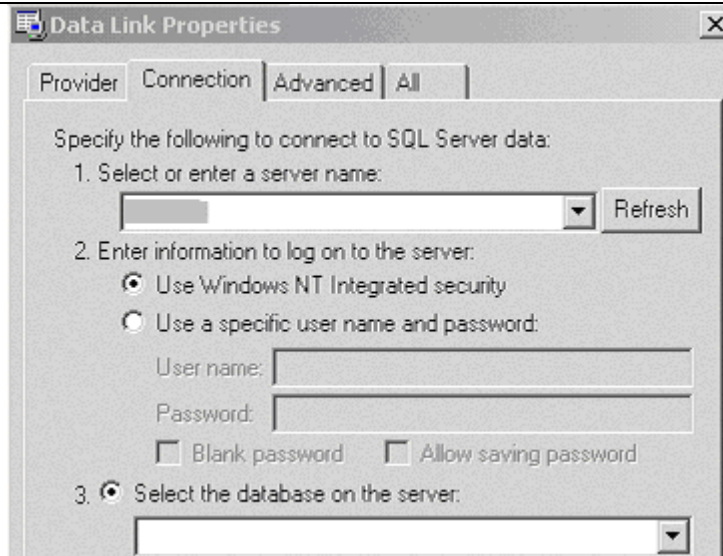 Data Link Properties
Provider Connection Advanced All
Specify the following to connect to SQL Server data:
1. Select or enter a server name:
Refresh
2. Enter information to log on to the server:
Use Windows NT Integrated security
Use a specific user name and password:
User name:
Password:
Blank password Allow saving password
3. Select the database on the server: